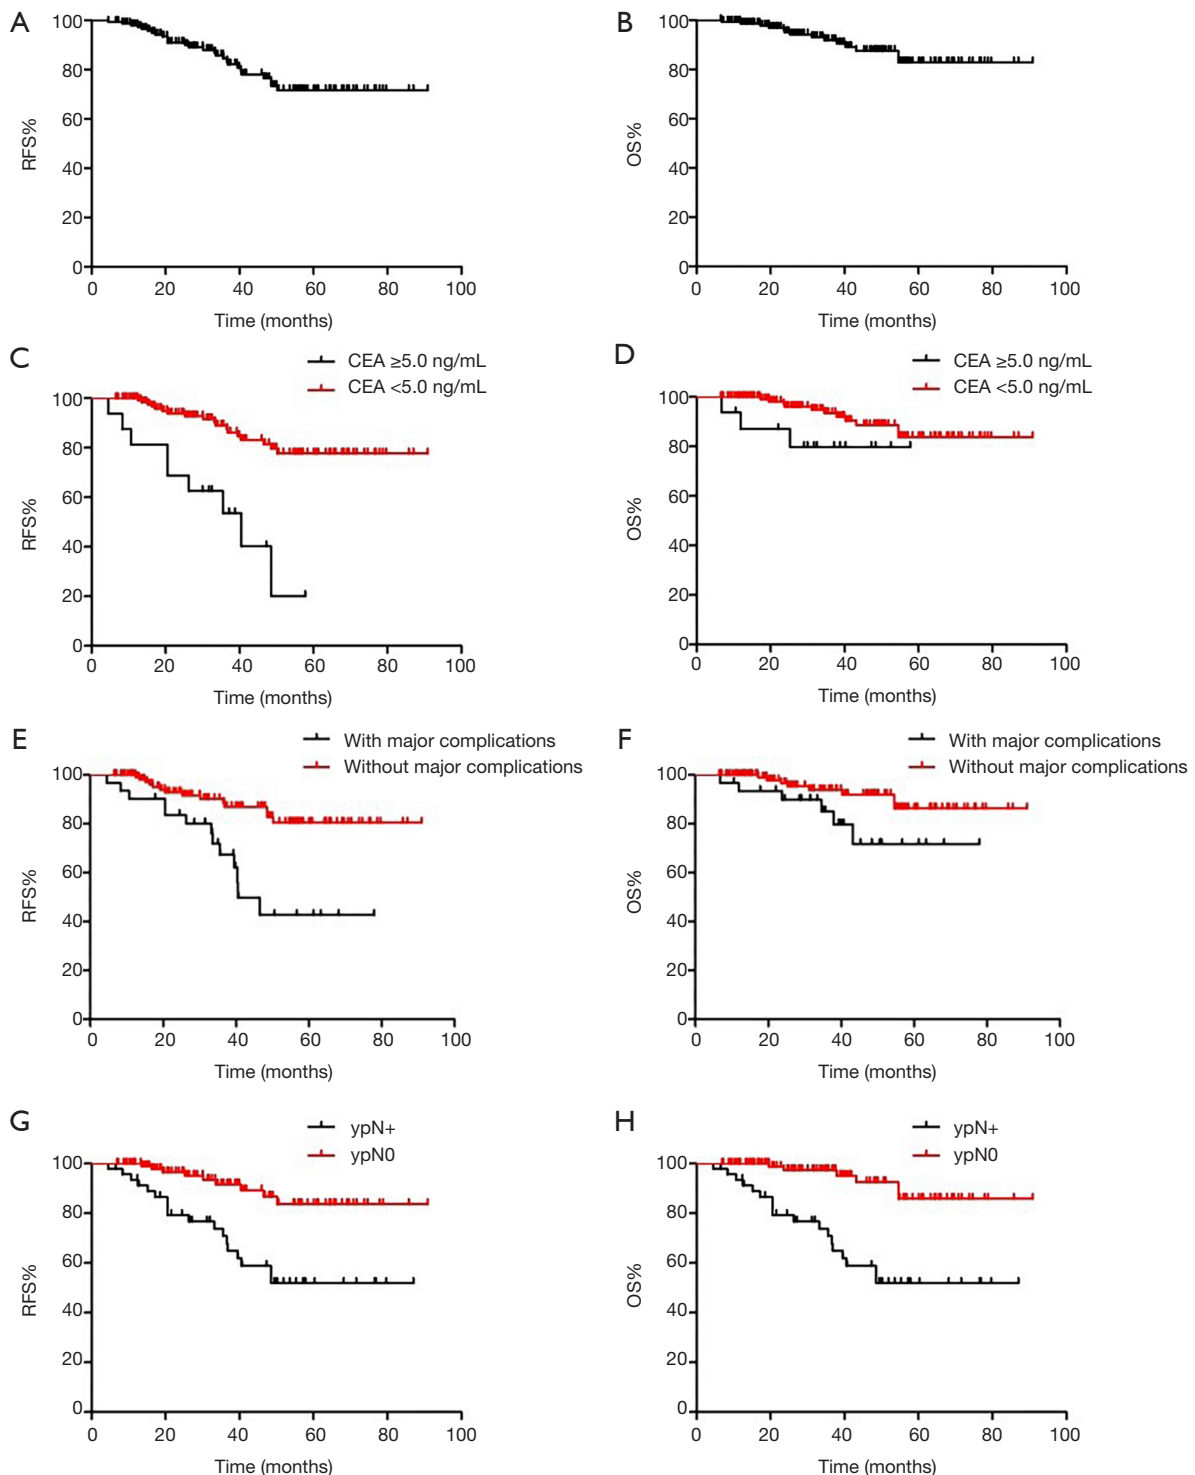 A
100
80
60
40
20
0
RFS%
0 20 40 60 80 100
Time (months)
B
100
80
60
40
20
0
OS%
0 20 40 60 80 100
Time (months)
C
CEA ≥5.0 ng/mL
CEA <5.0 ng/mL
100
80
60
40
20
0
RFS%
0 20 40 60 80 100
Time (months)
D
CEA ≥5.0 ng/mL
CEA <5.0 ng/mL
100
80
60
40
20
0
OS%
0 20 40 60 80 100
Time (months)
E
With major complications
Without major complications
100
80
60
40
20
0
RFS%
0 20 40 60 80 100
Time (months)
F
With major complications
Without major complications
100
80
60
40
20
0
OS%
0 20 40 60 80 100
Time (months)
G
ypN+
ypN0
100
80
60
40
20
0
RFS%
0 20 40 60 80 100
Time (months)
H
ypN+
ypN0
100
80
60
40
20
0
OS%
0 20 40 60 80 100
Time (months)